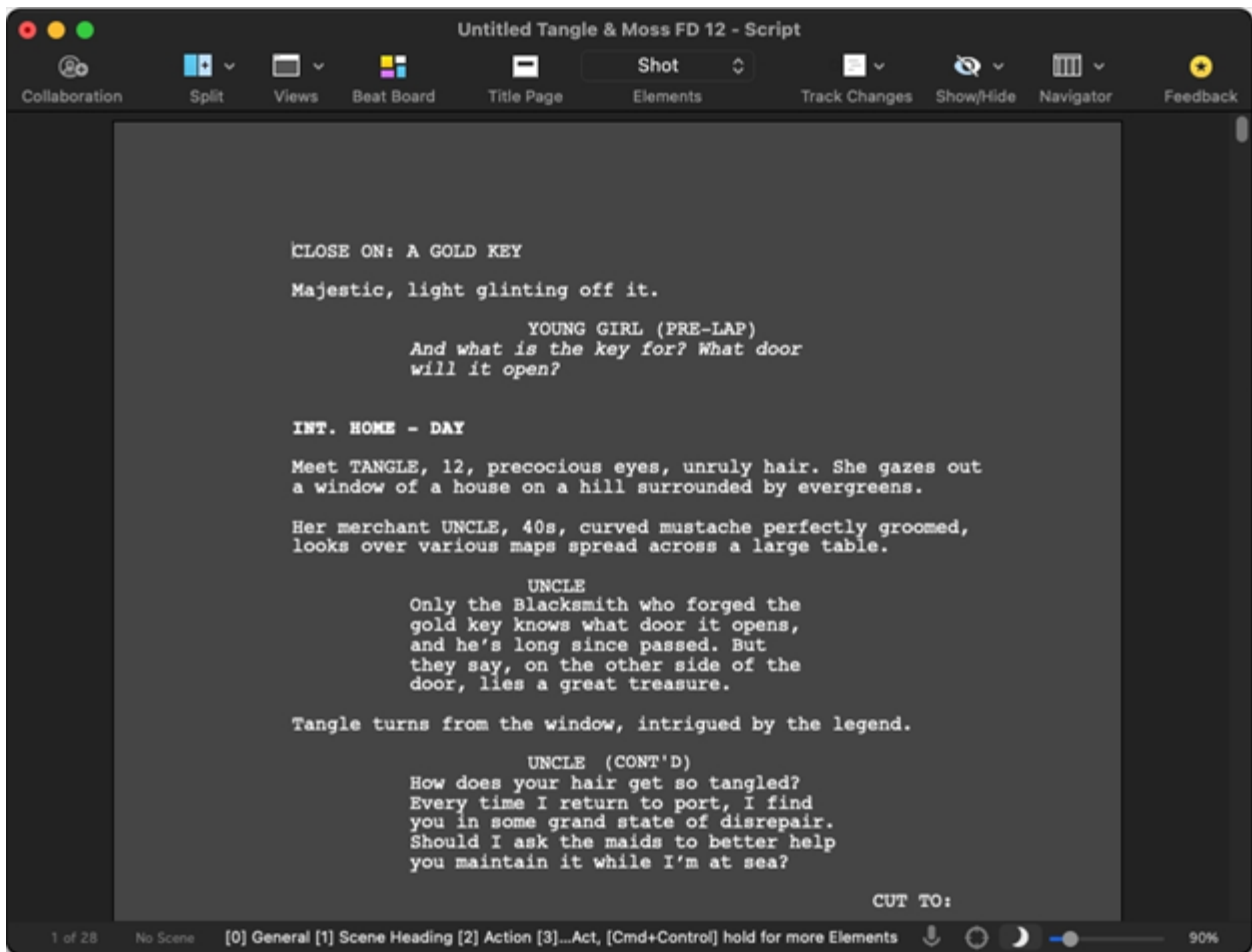 Untitled Tangle & Moss FD 12 - Script
Shot
Collaboration Split Views Beat Board Title Page Elements Track Changes Show/Hide Navigator Feedback
CLOSE ON: A GOLD KEY
Majestic, light glinting off it.
YOUNG GIRL (PRE-LAP)
And what is the key for? What door
will it open?
INT. HOME - DAY
Meet TANGLE, 12, precocious eyes, unruly hair. She gazes out
a window of a house on a hill surrounded by evergreens.
Her merchant UNCLE, 40s, curved mustache perfectly groomed,
looks over various maps spread across a large table.
UNCLE
Only the Blacksmith who forged the
gold key knows what door it opens,
and he's long since passed. But
they say, on the other side of the
door, lies a great treasure.
Tangle turns from the window, intrigued by the legend.
UNCLE (CONT'D)
How does your hair get so tangled?
Every time I return to port, I find
you in some grand state of disrepair.
Should I ask the maids to better help
you maintain it while I'm at sea?
CUT TO:
1 of 28 No Scene [0] General [1] Scene Heading [2] Action [3]...Act, [Cmd+Control] hold for more Elements 90%